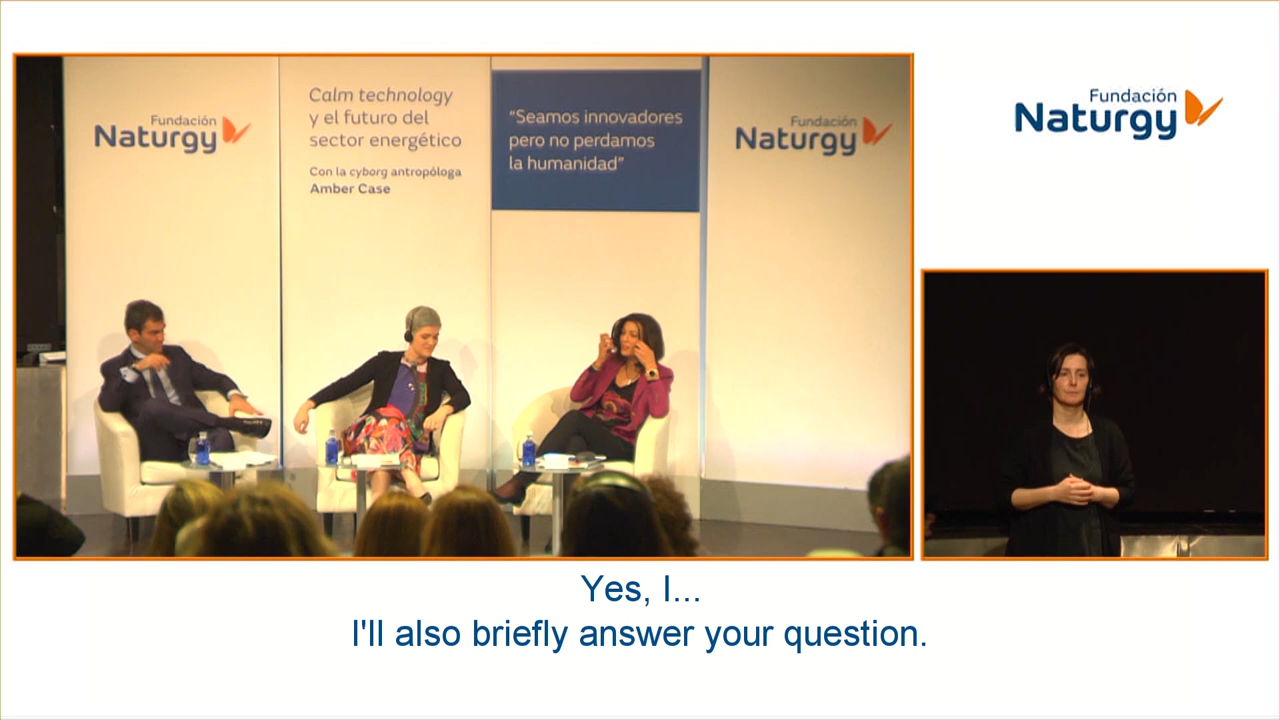 Fundación
Naturgy
Calm technology
y el futuro del
sector energético
Con la cyborg antropóloga
Amber Case
"Seamos innovadores
pero no perdamos
la humanidad"
Fundación
Naturgy
Fundación
Naturgy
Yes, I...
I'll also briefly answer your question.